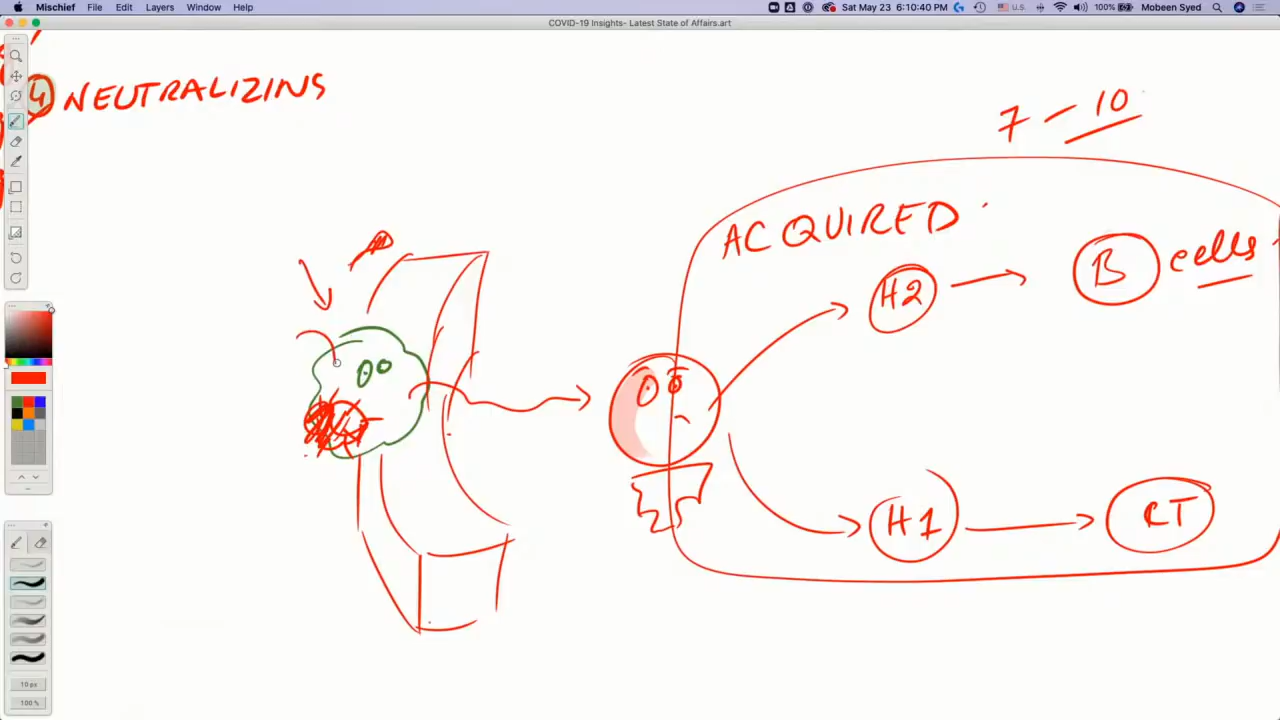 Mischief File Edit Layers Window Help
U.S. 100% Sat May 23 6:10:40 PM Mobeen Syed
COVID-19 Insights- Latest State of Affairs.art
4 NEUTRALIZINS
7 - 10
ACQUIRED
H2 B cells
H1 RT
10 px
100 %